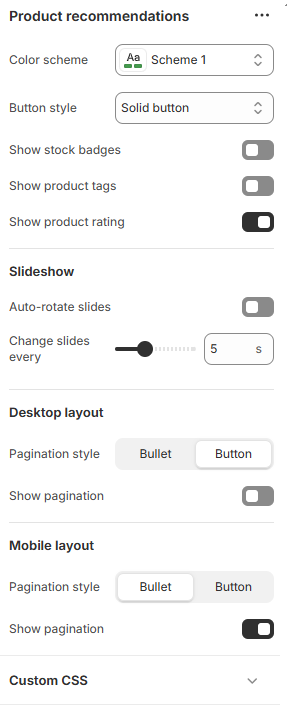 Product recommendations
Color scheme
Aa
Scheme 1
Button style
Solid button
Show stock badges
Show product tags
Show product rating
Slideshow
Auto-rotate slides
Change slides
every
5 s
Desktop layout
Pagination style
Bullet
Button
Show pagination
Mobile layout
Pagination style
Bullet
Button
Show pagination
Custom CSS